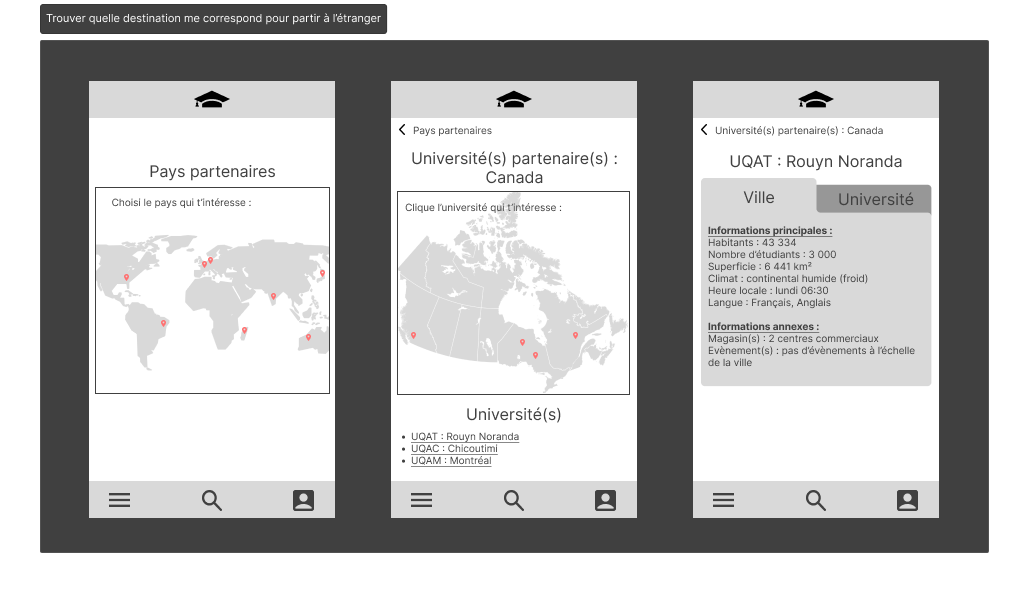 Trouver quelle destination me correspond pour partir à l'étranger
Pays partenaires
Choisi le pays qui t'intéresse :
Pays partenaires
Université(s) partenaire(s) :
Canada
Clique l'université qui t'intéresse :
Université(s)
• UQAT : Rouyn Noranda
• UQAC : Chicoutimi
• UQAM : Montréal
Université(s) partenaire(s) : Canada
UQAT : Rouyn Noranda
Ville
Université
Informations principales :
Habitants : 43 334
Nombre d'étudiants : 3 000
Superficie : 6 441 km²
Climat : continental humide (froid)
Heure locale : lundi 06:30
Langue : Français, Anglais
Informations annexes :
Magasin(s) : 2 centres commerciaux
Evènement(s) : pas d'évènements à l'échelle
de la ville